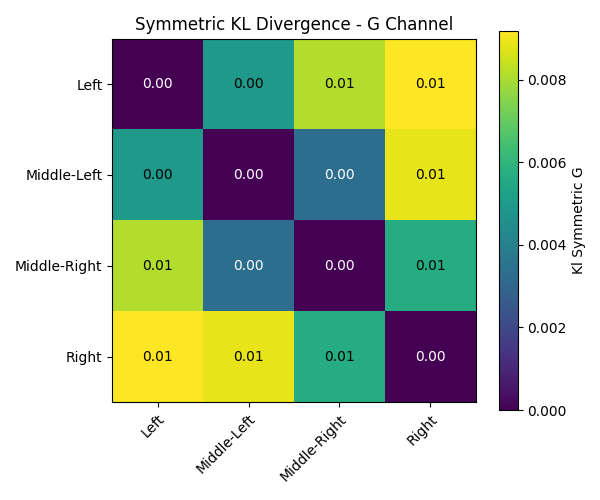 Symmetric KL Divergence - G Channel
Left 0.00 0.00 0.01 0.01
Middle-Left 0.00 0.00 0.00 0.01
Middle-Right 0.01 0.00 0.00 0.01
Right 0.01 0.01 0.01 0.00
Left Middle-Left Middle-Right Right
0.008
0.006
0.004
0.002
0.000
Kl Symmetric G